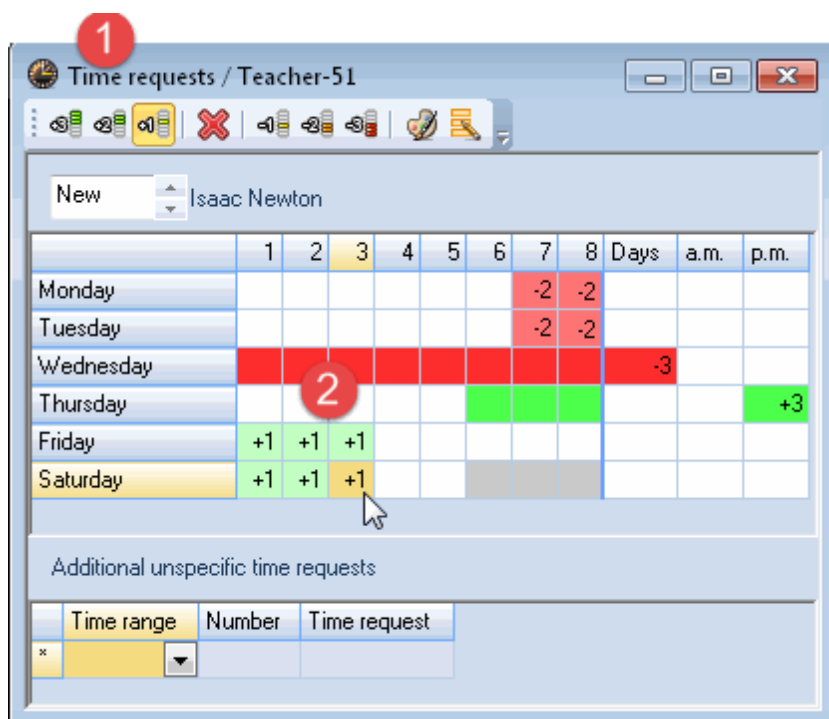 1
Time requests / Teacher-51
New Isaac Newton
1 2 3 4 5 6 7 8 Days a.m. p.m.
Monday -2 -2
Tuesday -2 -2
Wednesday -3
2
Thursday +3
Friday +1 +1 +1
Saturday +1 +1 +1
Additional unspecific time requests
Time range Number Time request
*